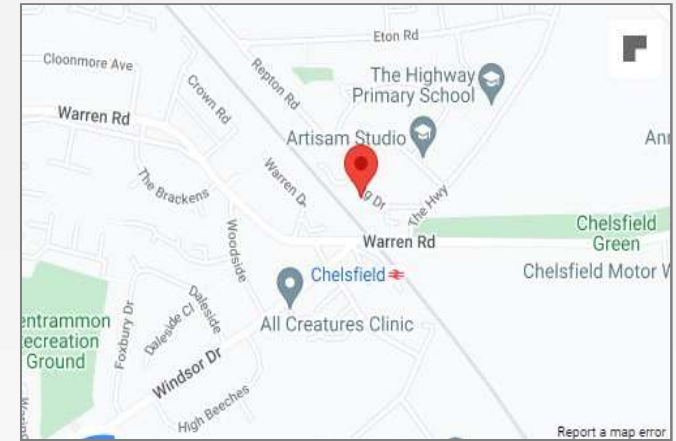 Eton Rd
Cloonmore Ave
Repton Rd
The Highway
Primary School
Crown Rd
Warren Rd
Artisam Studio
The Brackens
Warren
The Hwy
Woodside
Warren Rd
Chelsfield
Green
Chelsfield
Chelsfield Motor
Daleside
Daleside Cl
Foxbury Dr
All Creatures Clinic
Recreation
Ground
Windsor Dr
High Beeches
Report a map error